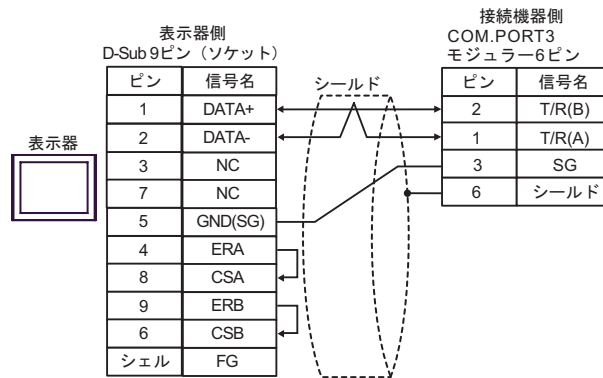 表示器側
D-Sub 9ピン（ソケット）
ピン 信号名
1 DATA+
2 DATA-
3 NC
7 NC
5 GND(SG)
4 ERA
8 CSA
9 ERB
6 CSB
シェル FG
表示器
シールド
接続機器側
COM.PORT3
モジュラー6ピン
ピン 信号名
2 T/R(B)
1 T/R(A)
3 SG
6 シールド